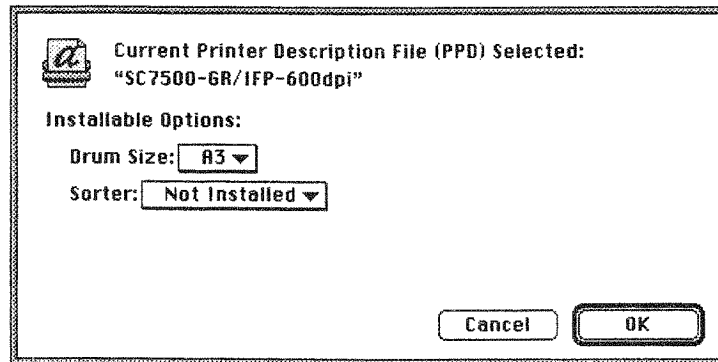 Current Printer Description File (PPD) Selected:
“SC7500-GR/IFP-600dpi”
Installable Options:
Drum Size: A3
Sorter: Not Installed
Cancel OK